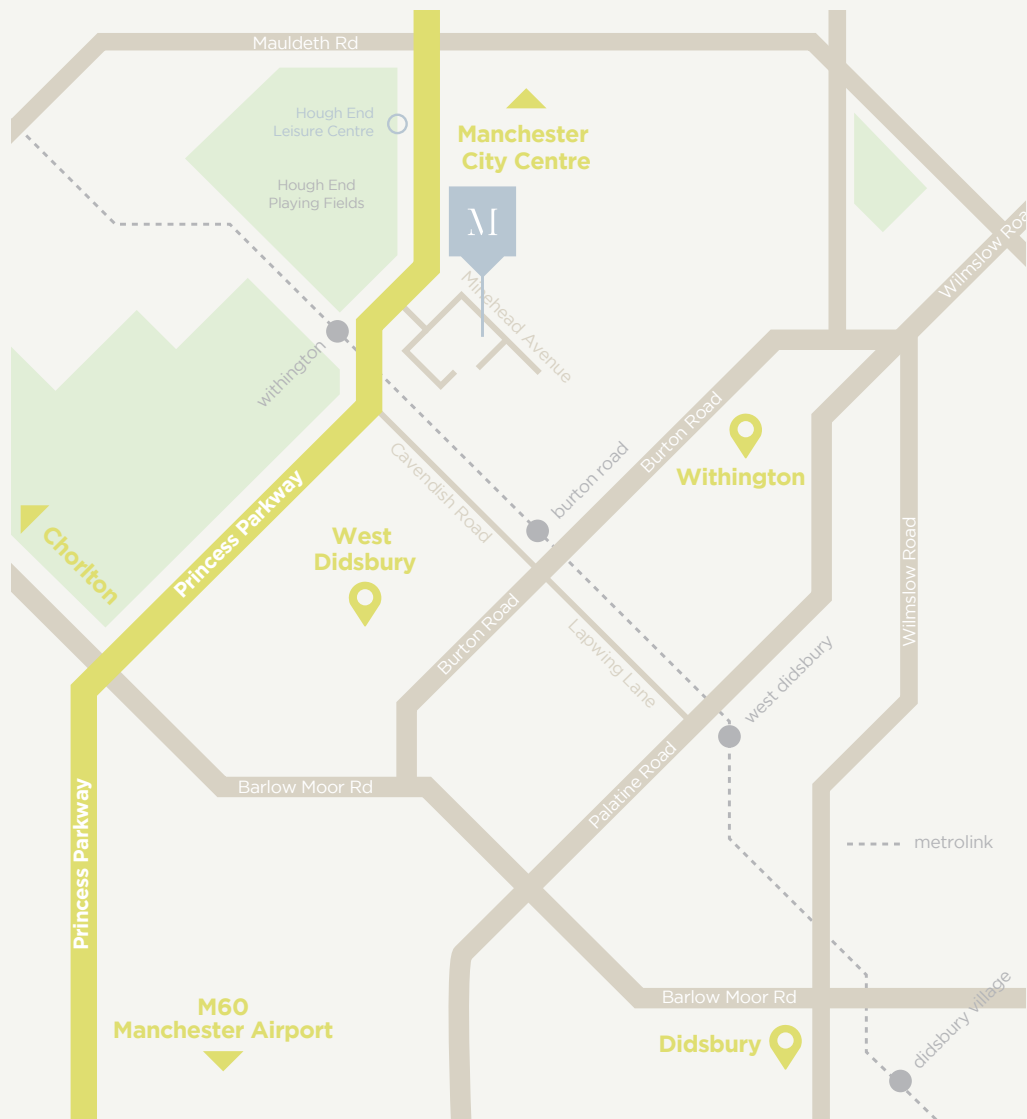 Mauldeth Rd
Hough End
Leisure Centre
Manchester
City Centre
Hough End
Playing Fields
M
Wilmslow Road
Minehead Avenue
withington
Burton Road
Withington
Cavendish Road
burton road
Princess Parkway
West
Didsbury
Chorlton
Wilmslow Road
Burton Road
Lapwing Lane
west didsbury
Palatine Road
Barlow Moor Rd
Princess Parkway
metrolink
Barlow Moor Rd
didsbury village
M60
Manchester Airport
Didsbury